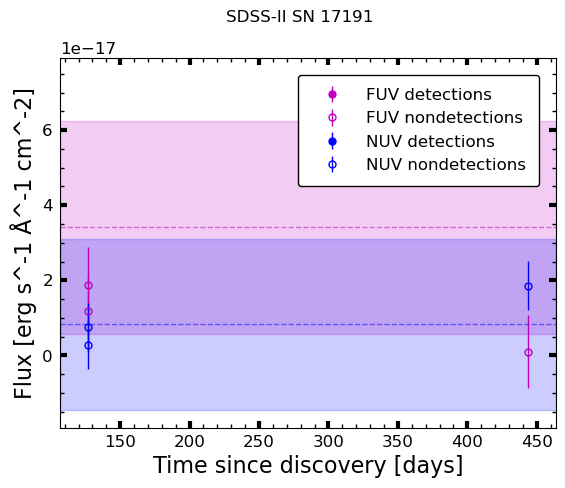 SDSS-II SN 17191
1e−17
FUV detections
FUV nondetections
NUV detections
NUV nondetections
6
4
2
0
Flux [erg s^-1 Å^-1 cm^-2]
150 200 250 300 350 400 450
Time since discovery [days]